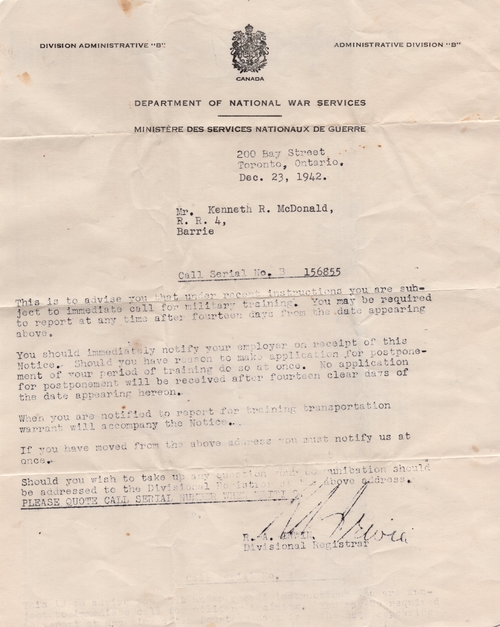 DIVISION ADMINISTRATIVE "B"
ADMINISTRATIVE DIVISION "B"
CANADA
DEPARTMENT OF NATIONAL WAR SERVICES
MINISTÈRE DES SERVICES NATIONAUX DE GUERRE
200 Bay Street
Toronto, Ontario.
Dec. 23, 1942.
Mr. Kenneth R. McDonald,
R. R. 4,
Barrie
Call Serial No. B 156855
This is to advise you that under recent instructions you are sub-
ject to immediate call for military training. You may be required
to report at any time after fourteen days from the date appearing
above.
You should immediately notify your employer on receipt of this
Notice. Should you have reason to make application for postpone-
ment of your period of training do so at once. No application
for postponement will be received after fourteen clear days of
the date appearing hereon.
When you are notified to report for training transportation
warrant will accompany the Notice.
If you have moved from the above address you must notify us at
once.
Should you wish to take up any question should
be addressed to the Divisional Registrar above address.
PLEASE QUOTE CALL SERIAL NUMBER WHEN
R. A. Irwin
Divisional Registrar